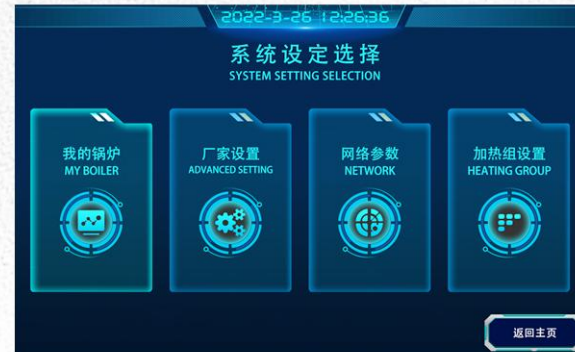 2022-3-26 12:26:36
系统设定选择
SYSTEM SETTING SELECTION
我的锅炉
MY BOILER
厂家设置
ADVANCED SETTING
网络参数
NETWORK
加热组设置
HEATING GROUP
返回主页